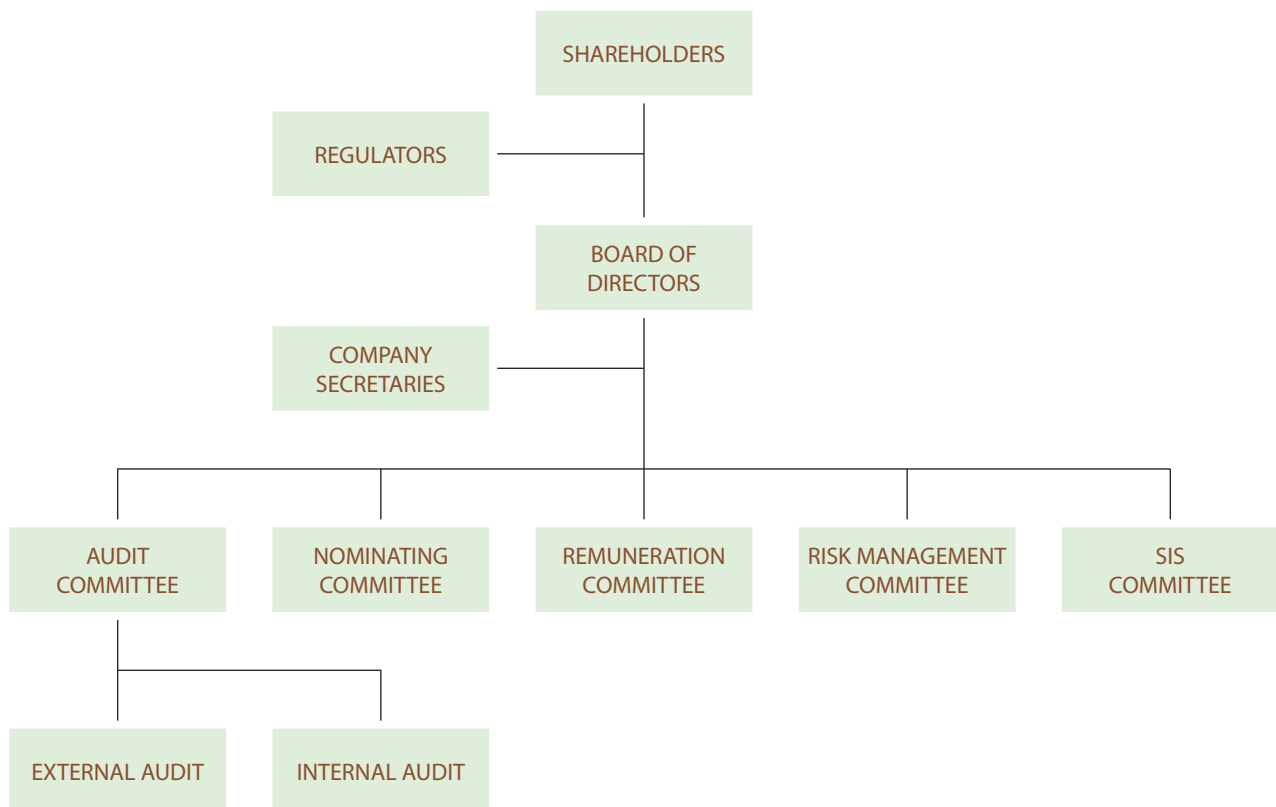 SHAREHOLDERS
REGULATORS
BOARD OF
DIRECTORS
COMPANY
SECRETARIES
AUDIT
COMMITTEE
NOMINATING
COMMITTEE
REMUNERATION
COMMITTEE
RISK MANAGEMENT
COMMITTEE
SIS
COMMITTEE
EXTERNAL AUDIT
INTERNAL AUDIT